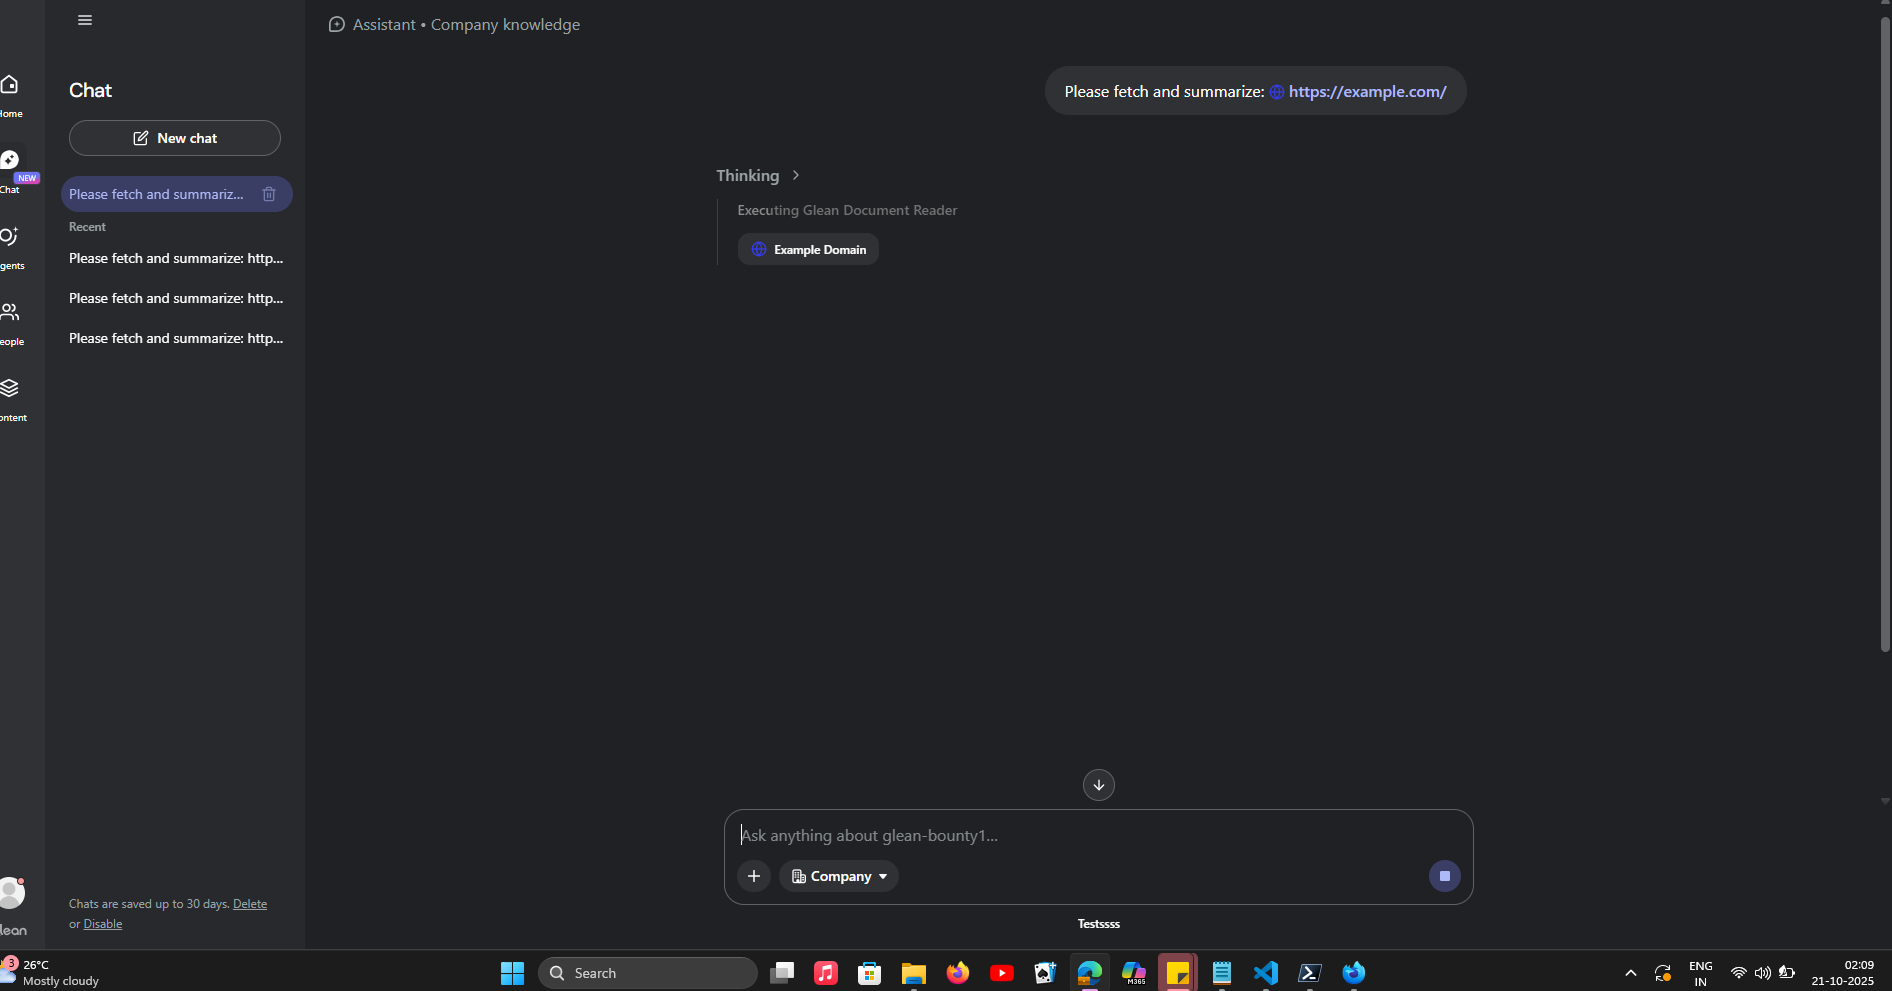 Assistant • Company knowledge
Please fetch and summarize: https://example.com/
Home
Chat
NEW
gents
eople
ontent
lean
Chat
New chat
Please fetch and summariz...
Recent
Please fetch and summarize: http...
Please fetch and summarize: http...
Please fetch and summarize: http...
Chats are saved up to 30 days. Delete
or Disable
Thinking
Executing Glean Document Reader
Example Domain
Ask anything about glean-bounty1...
Company
Testssss
3
26°C
Mostly cloudy
Search
M365
ENG
IN
02:09
21-10-2025